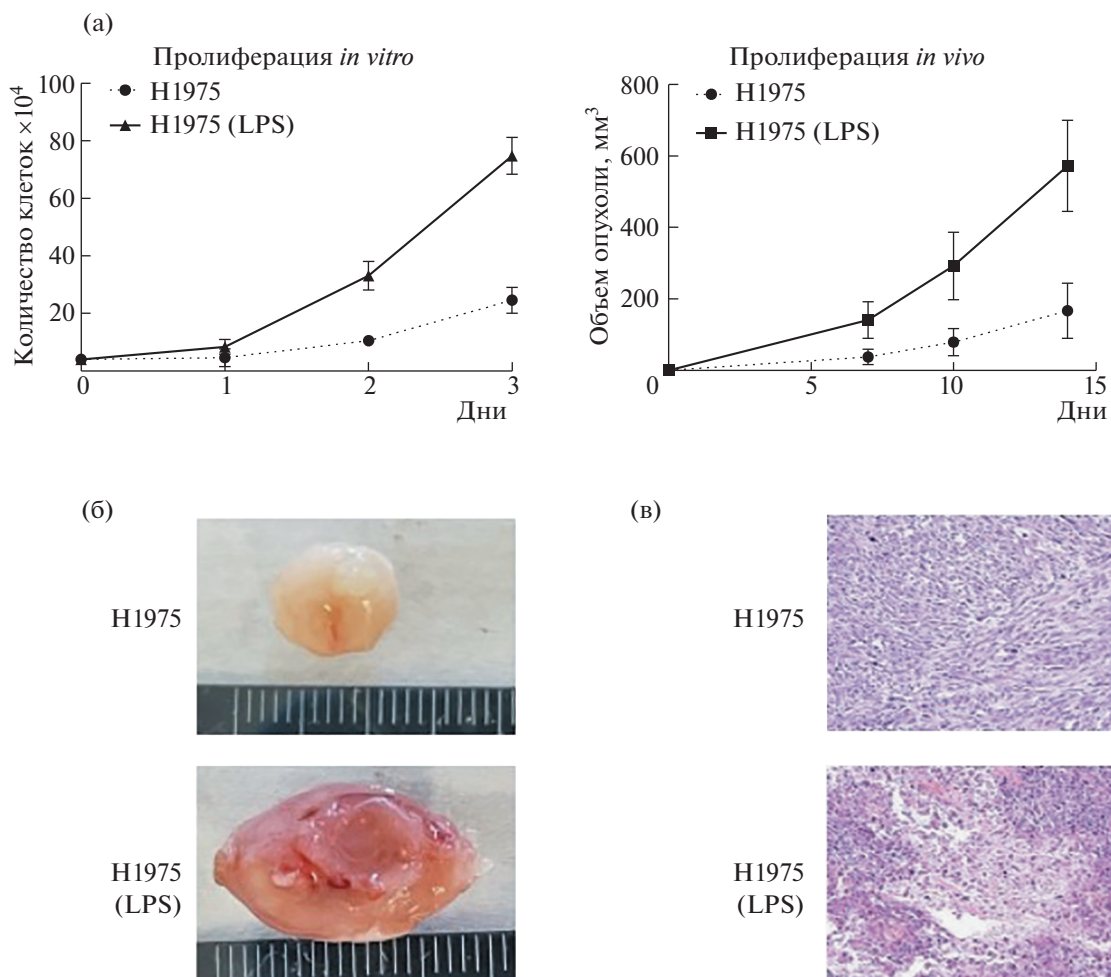 (а)
Пролиферация in vitro
H1975
H1975 (LPS)
Количество клеток ×10⁴
100
80
60
40
20
0
1
2
3
Дни
Пролиферация in vivo
H1975
H1975 (LPS)
Объем опухоли, мм³
800
600
400
200
0
5
10
15
Дни
(б)
H1975
H1975
(LPS)
(в)
H1975
H1975
(LPS)